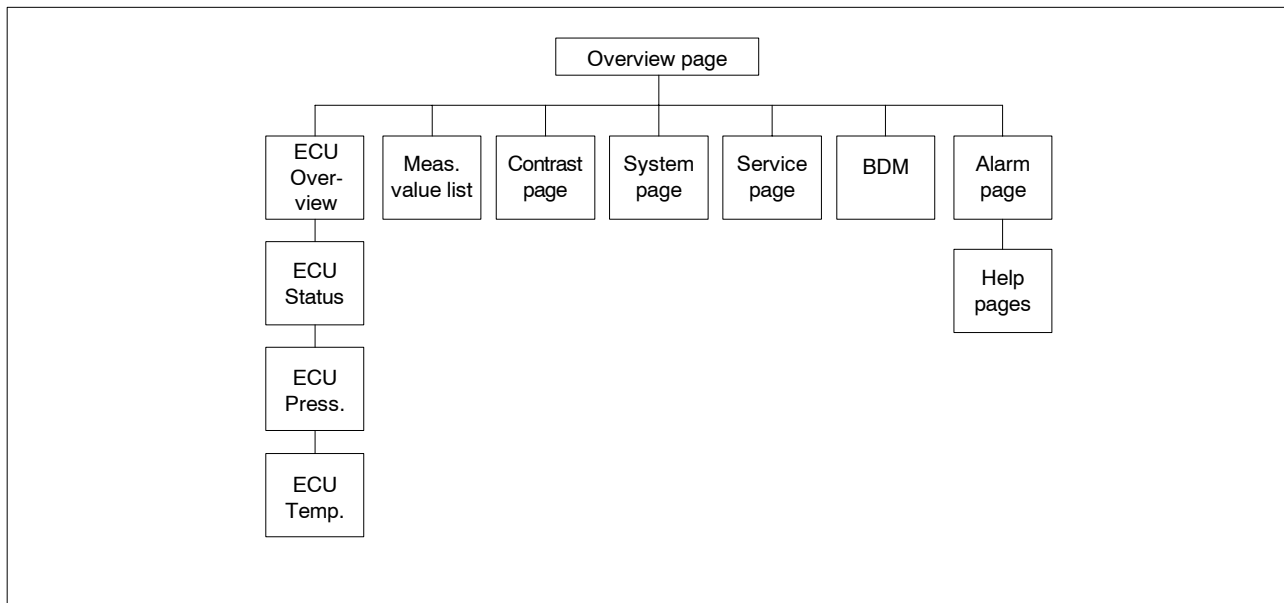 Overview page
ECU
Over-
view
Meas.
value list
Contrast
page
System
page
Service
page
BDM
Alarm
page
ECU
Status
Help
pages
ECU
Press.
ECU
Temp.